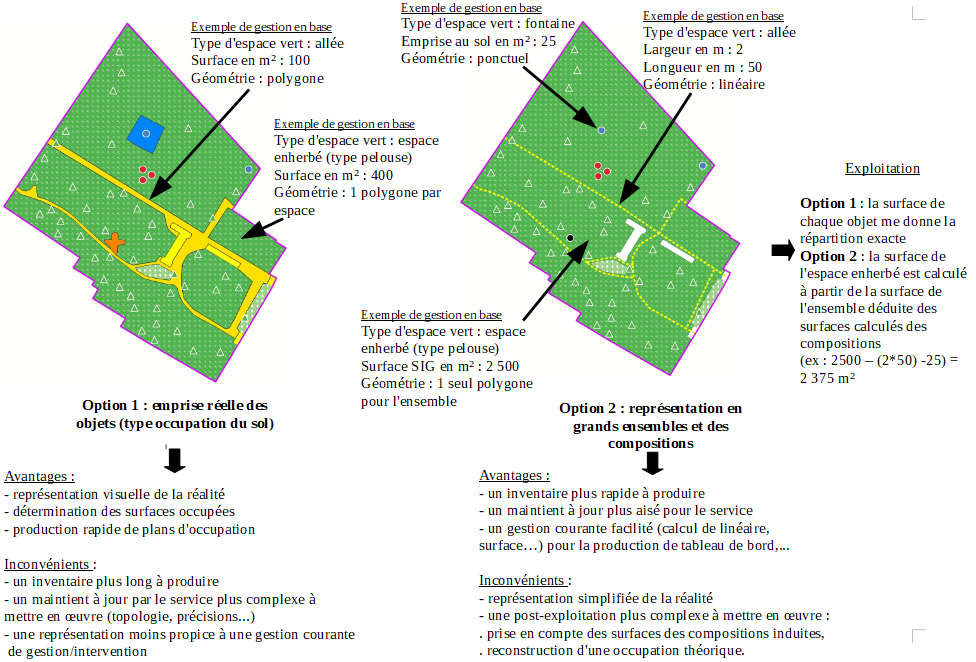 Exemple de gestion en base
Type d'espace vert : allée
Surface en m² : 100
Géométrie : polygone
Exemple de gestion en base
Type d'espace vert : espace
enherbé (type pelouse)
Surface en m² : 400
Géométrie : 1 polygone par
espace
Option 1 : emprise réelle des
objets (type occupation du sol)
Avantages :
- représentation visuelle de la réalité
- détermination des surfaces occupées
- production rapide de plans d'occupation
Inconvénients :
- un inventaire plus long à produire
- un maintient à jour par le service plus complexe à
mettre en œuvre (topologie, précisions...)
- une représentation moins propice à une gestion courante
de gestion/intervention
Exemple de gestion en base
Type d'espace vert : fontaine
Emprise au sol en m² : 25
Géométrie : ponctuel
Exemple de gestion en base
Type d'espace vert : allée
Largeur en m : 2
Longueur en m : 50
Géométrie : linéaire
Exemple de gestion en base
Type d'espace vert : espace
enherbé (type pelouse)
Surface SIG en m² : 2 500
Géométrie : 1 seul polygone
pour l'ensemble
Option 2 : représentation en
grands ensembles et des
compositions
Avantages :
- un inventaire plus rapide à produire
- un maintient à jour plus aisé pour le service
- un gestion courante facilité (calcul de linéaire,
surface…) pour la production de tableau de bord,...
Inconvénients :
- représentation simplifiée de la réalité
- une post-exploitation plus complexe à mettre en œuvre :
. prise en compte des surfaces des compositions induites,
. reconstruction d'une occupation théorique.
Exploitation
Option 1 : la surface de
chaque objet me donne la
répartition exacte
Option 2 : la surface de
l'espace enherbé est calculé
à partir de la surface de
l'ensemble déduite des
surfaces calculés des
compositions
(ex : 2500 – (2*50) -25) =
2 375 m²